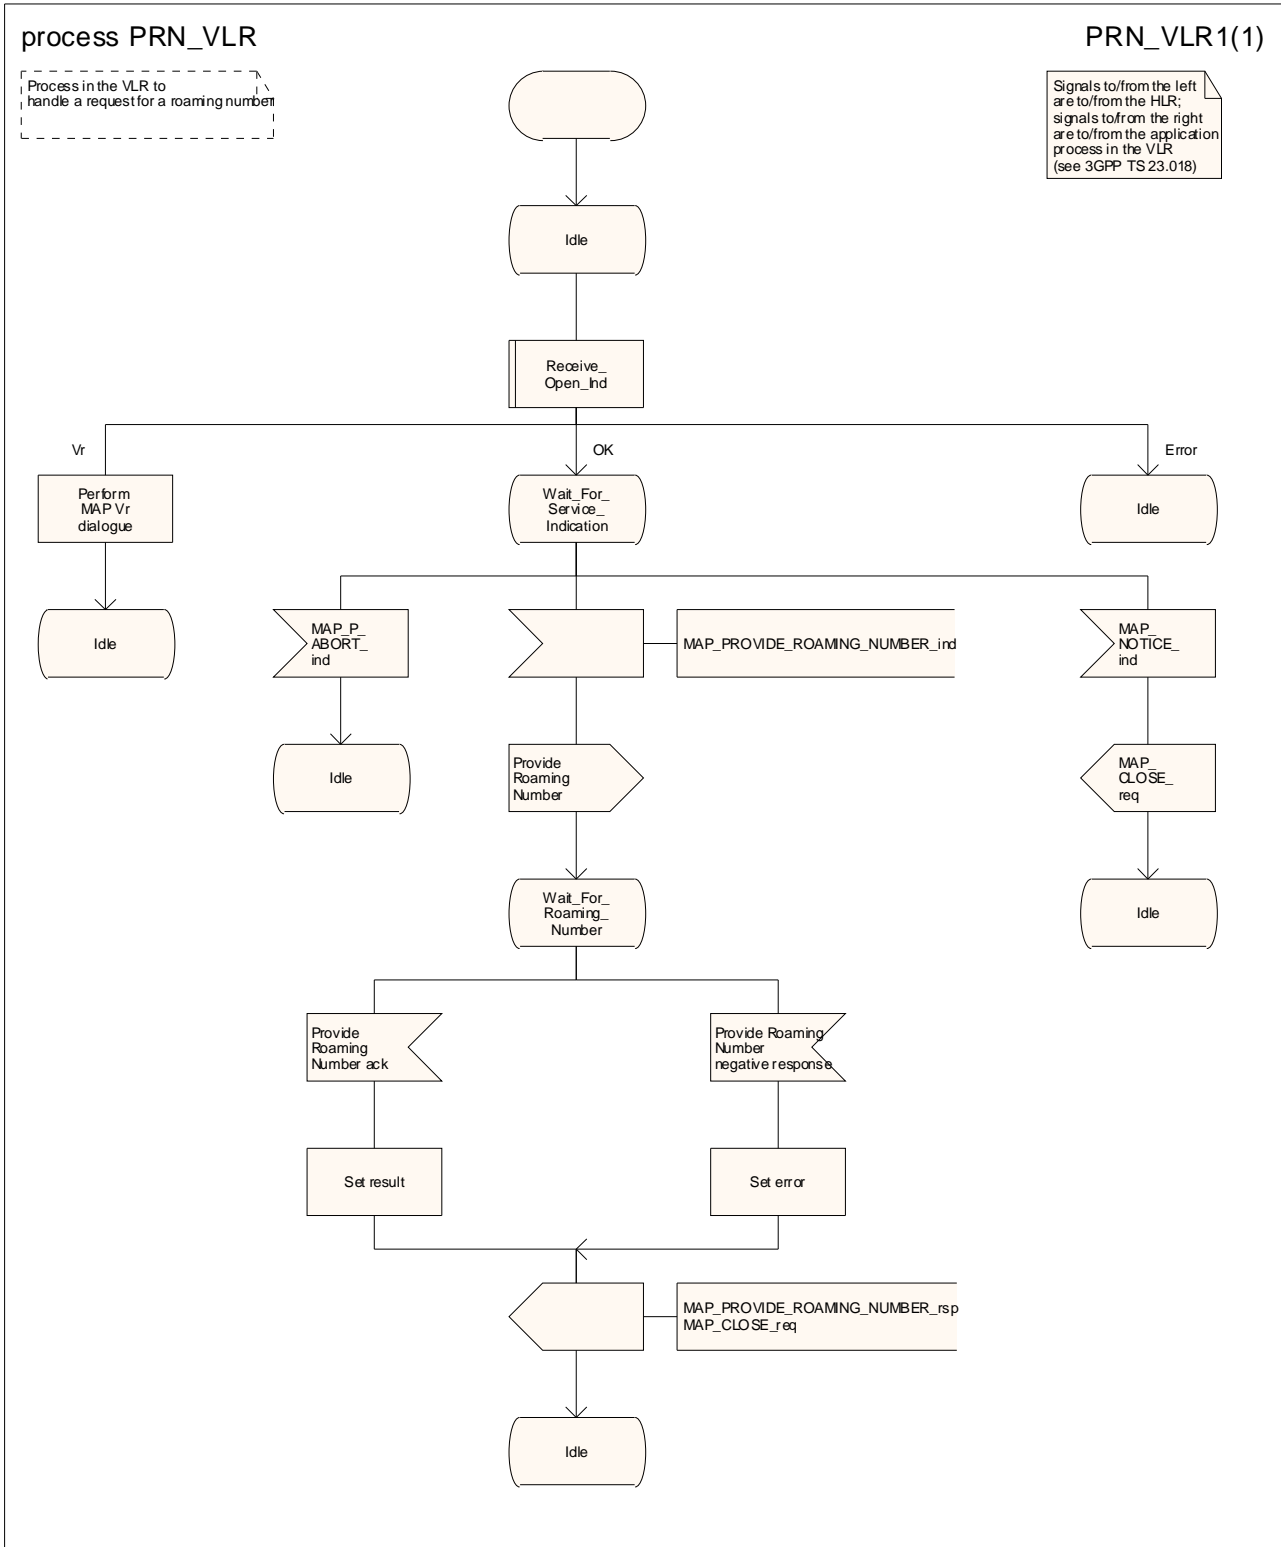 process PRN_VLR
PRN_VLR1(1)
Process in the VLR to
handle a request for a roaming number
Signals to/from the left
are to/from the HLR;
signals to/from the right
are to/from the application
process in the VLR
(see 3GPP TS 23.018)
Idle
Receive_
Open_Ind
Vr
OK
Error
Perform
MAP Vr
dialogue
Wait_For_
Service_
Indication
Idle
Idle
MAP_P_
ABORT_
ind
MAP_PROVIDE_ROAMING_NUMBER_ind
MAP_
NOTICE_
ind
Idle
Provide
Roaming
Number
MAP_
CLOSE_
req
Wait_For_
Roaming_
Number
Idle
Provide
Roaming
Number ack
Provide Roaming
Number
negative response
Set result
Set error
MAP_PROVIDE_ROAMING_NUMBER_rsp
MAP_CLOSE_req
Idle